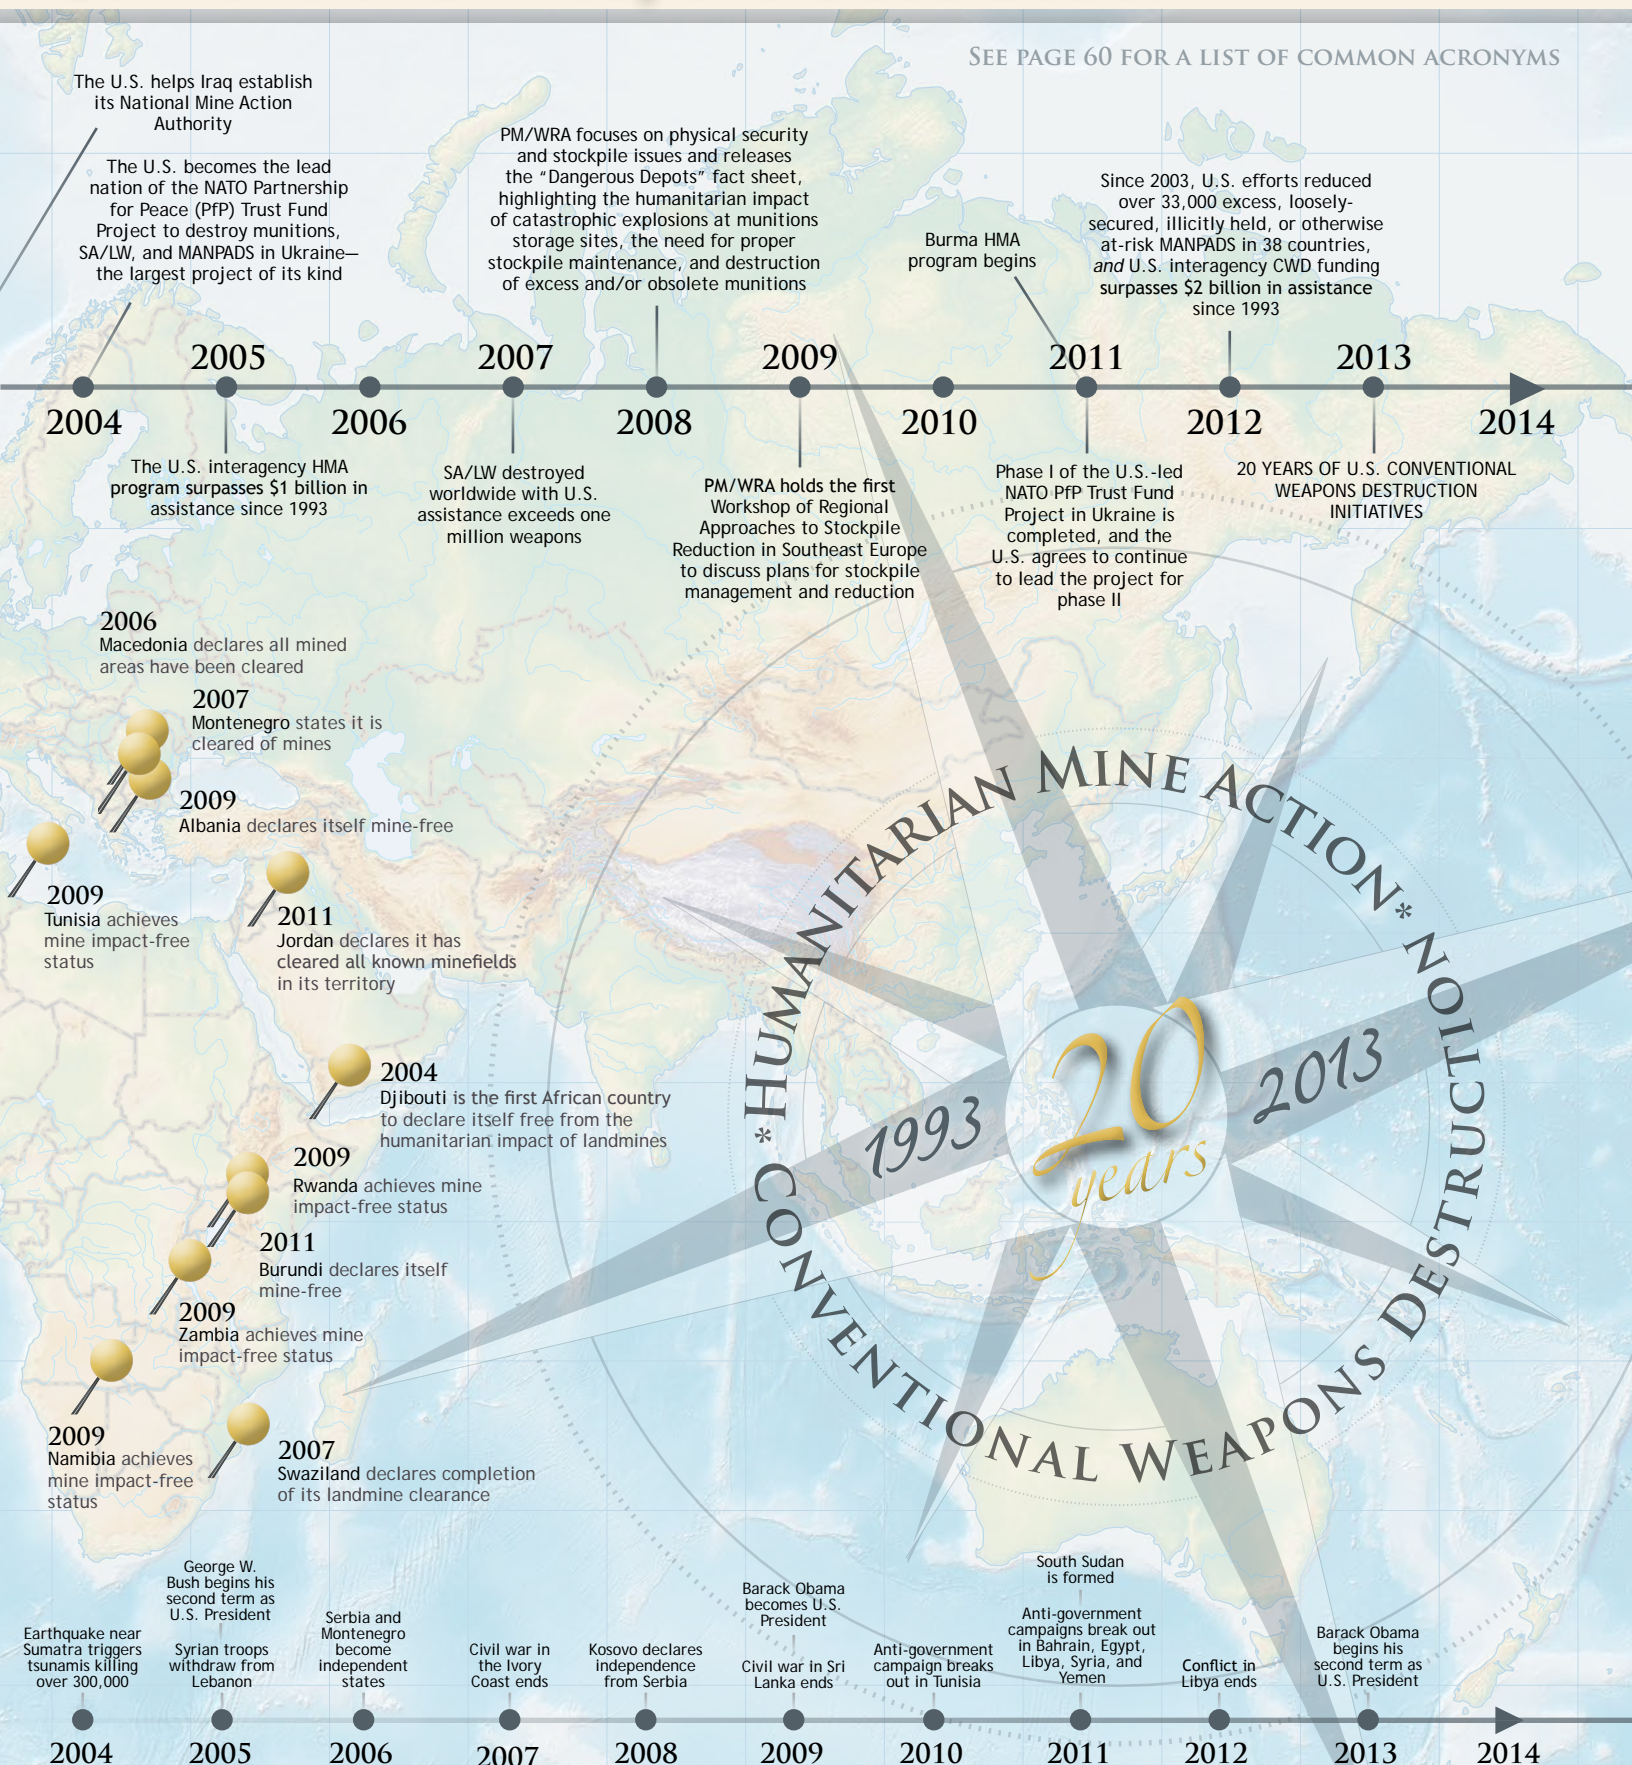 SEE PAGE 60 FOR A LIST OF COMMON ACRONYMS
The U.S. helps Iraq establish
its National Mine Action
Authority
The U.S. becomes the lead
nation of the NATO Partnership
for Peace (PfP) Trust Fund
Project to destroy munitions,
SA/LW, and MANPADS in Ukraine—
the largest project of its kind
PM/WRA focuses on physical security
and stockpile issues and releases
the “Dangerous Depots” fact sheet,
highlighting the humanitarian impact
of catastrophic explosions at munitions
storage sites, the need for proper
stockpile maintenance, and destruction
of excess and/or obsolete munitions
Burma HMA
program begins
Since 2003, U.S. efforts reduced
over 33,000 excess, loosely-
secured, illicitly held, or otherwise
at-risk MANPADS in 38 countries,
and U.S. interagency CWD funding
surpasses $2 billion in assistance
since 1993
2005
2007
2009
2011
2013
2004
2006
2008
2010
2012
2014
The U.S. interagency HMA
program surpasses $1 billion in
assistance since 1993
SA/LW destroyed
worldwide with U.S.
assistance exceeds one
million weapons
PM/WRA holds the first
Workshop of Regional
Approaches to Stockpile
Reduction in Southeast Europe
to discuss plans for stockpile
management and reduction
Phase I of the U.S.-led
NATO PfP Trust Fund
Project in Ukraine is
completed, and the
U.S. agrees to continue
to lead the project for
phase II
20 YEARS OF U.S. CONVENTIONAL
WEAPONS DESTRUCTION
INITIATIVES
2006
Macedonia declares all mined
areas have been cleared
2007
Montenegro states it is
cleared of mines
2009
Albania declares itself mine-free
2009
Tunisia achieves
mine impact-free
status
2011
Jordan declares it has
cleared all known minefields
in its territory
2004
Djibouti is the first African country
to declare itself free from the
humanitarian impact of landmines
2009
Rwanda achieves mine
impact-free status
2011
Burundi declares itself
mine-free
2009
Zambia achieves mine
impact-free status
2009
Namibia achieves
mine impact-free
status
2007
Swaziland declares completion
of its landmine clearance
*HUMANITARIAN MINE ACTION*
CONVENTIONAL WEAPONS DESTRUCTION
1993
20
years
2013
Earthquake near
Sumatra triggers
tsunamis killing
over 300,000
George W.
Bush begins his
second term as
U.S. President
Syrian troops
withdraw from
Lebanon
Serbia and
Montenegro
become
independent
states
Civil war in
the Ivory
Coast ends
Kosovo declares
independence
from Serbia
Barack Obama
becomes U.S.
President
Civil war in Sri
Lanka ends
Anti-government
campaign breaks
out in Tunisia
South Sudan
is formed
Anti-government
campaigns break out
in Bahrain, Egypt,
Libya, Syria, and
Yemen
Conflict in
Libya ends
Barack Obama
begins his
second term as
U.S. President
2004
2005
2006
2007
2008
2009
2010
2011
2012
2013
2014